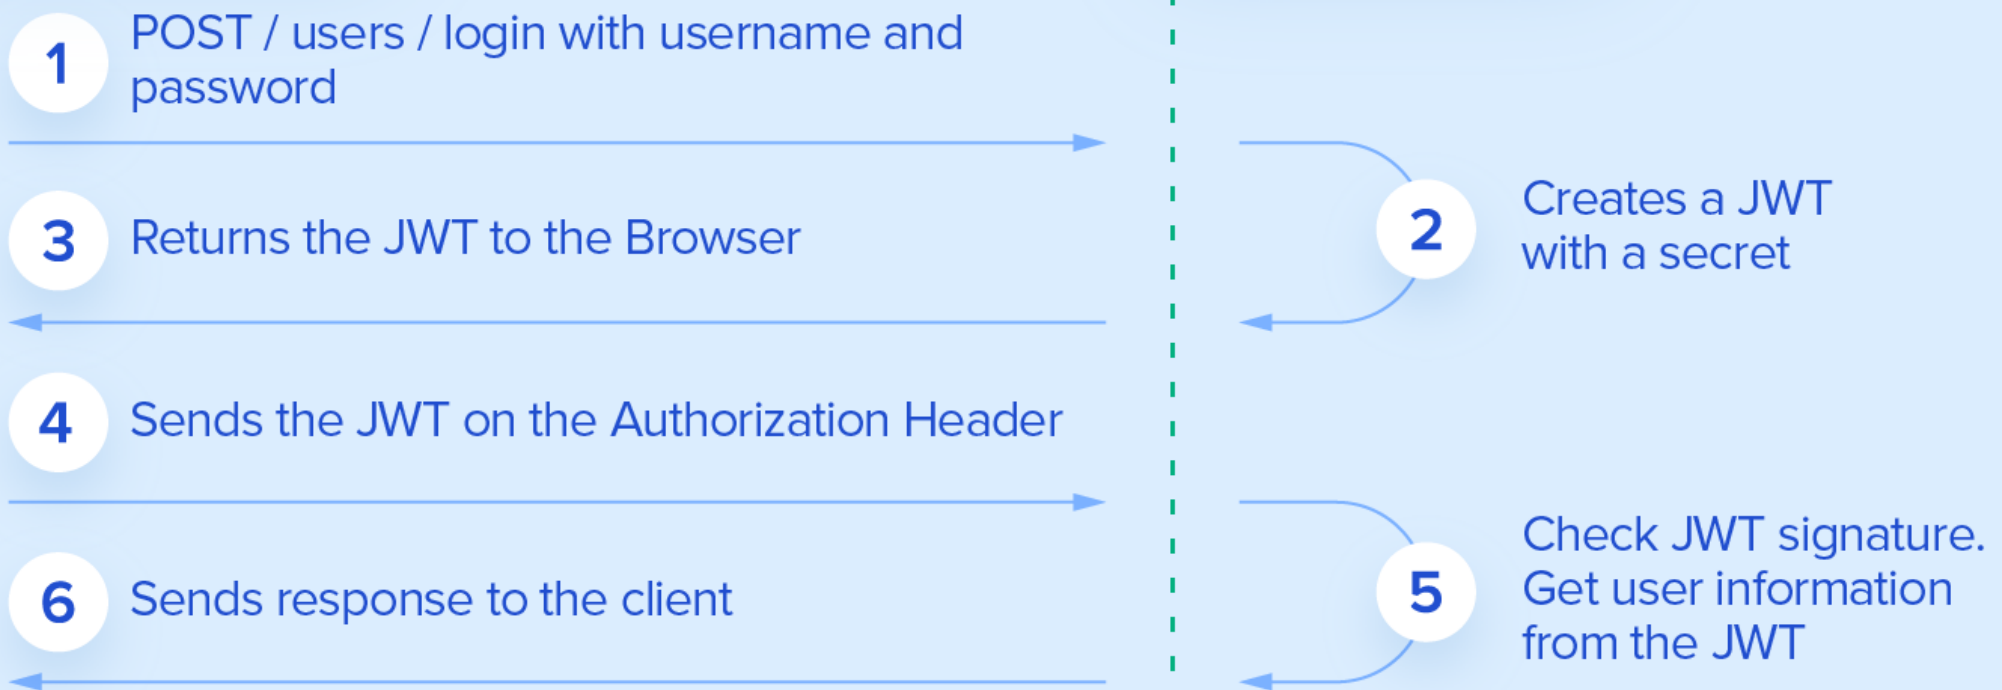 1
POST / users / login with username and
password
2
Creates a JWT
with a secret
3
Returns the JWT to the Browser
4
Sends the JWT on the Authorization Header
5
Check JWT signature.
Get user information
from the JWT
6
Sends response to the client